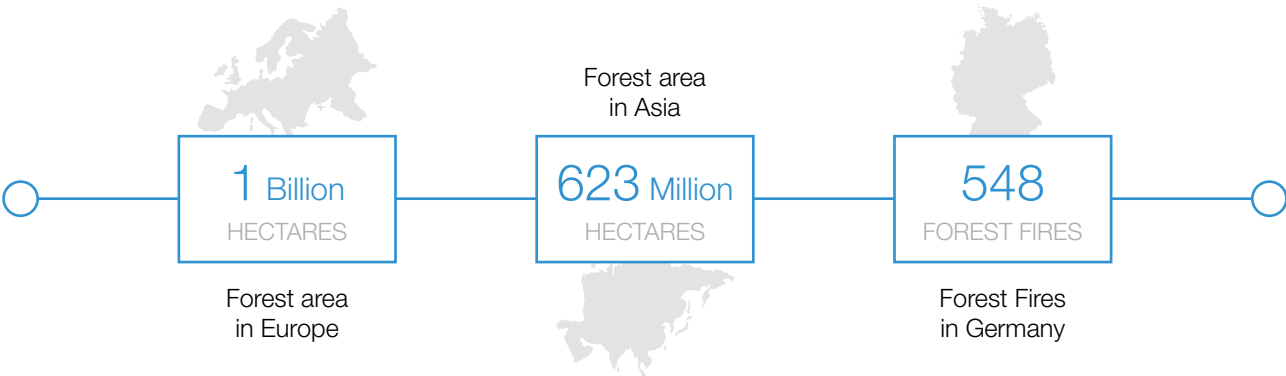 1 Billion
HECTARES
Forest area
in Europe
Forest area
in Asia
623 Million
HECTARES
548
FOREST FIRES
Forest Fires
in Germany